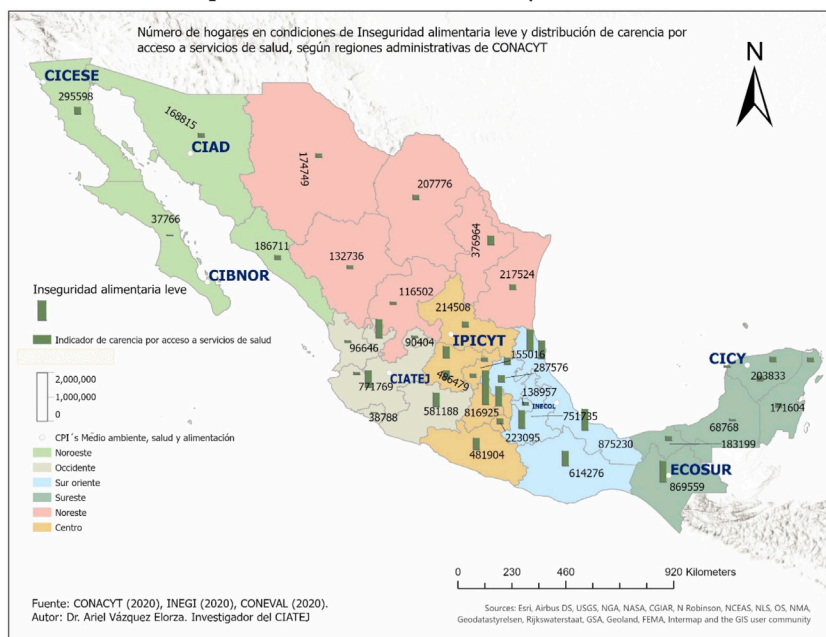 Número de hogares en condiciones de Inseguridad alimentaria leve y distribución de carencia por
acceso a servicios de salud, según regiones administrativas de CONACYT
N
CICESE
295598
168815
CIAD
174749
207776
376964
37766
186711
132736
CIBNOR
217524
116502
214508
Inseguridad alimentaria leve
Indicador de carencia por acceso a servicios de salud
IPICYT
96646
90404
155016
CICY
287576
203833
CIATEJ
486479
771769
138957
INECOL
171604
2,000,000
1,000,000
0
38788
581188
816925
751735
68768
223095
875230
183199
481904
614276
ECOSUR
869559
CPI´s Medio ambiente, salud y alimentación
Noroeste
Occidente
Sur oriente
Sureste
Noreste
Centro
0 230 460 920 Kilometers
Fuente: CONACYT (2020), INEGI (2020), CONEVAL (2020).
Autor: Dr. Ariel Vázquez Elorza. Investigador del CIATEJ
Sources: Esri, Airbus DS, USGS, NGA, NASA, CGIAR, N Robinson, NCEAS, NLS, OS, NMA,
Geodatastyrelsen, Rijkswaterstaat, GSA, Geoland, FEMA, Intermap and the GIS user community